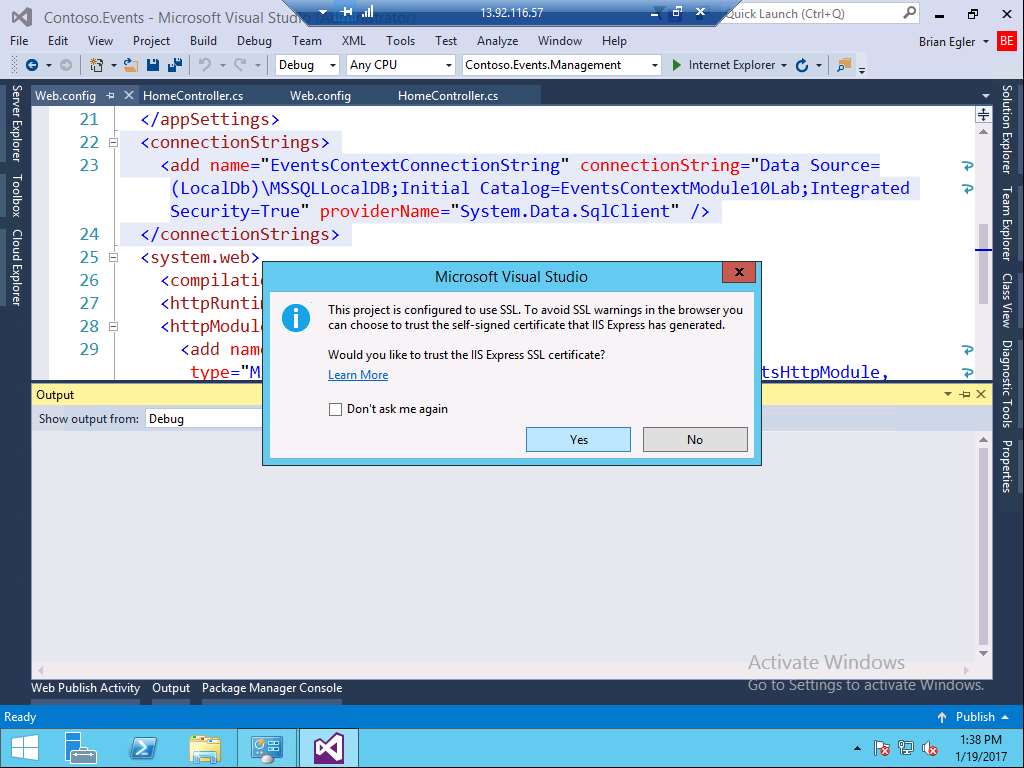 Contoso.Events - Microsoft Visual Studio (Administrator)
13.92.116.57
Quick Launch (Ctrl+Q)
File Edit View Project Build Debug Team XML Tools Test Analyze Window Help
Brian Egler BE
Debug Any CPU Contoso.Events.Management Internet Explorer
Web.config HomeController.cs Web.config HomeController.cs
Server Explorer
Toolbox
Cloud Explorer
21 </appSettings>
22 <connectionStrings>
23 <add name="EventsContextConnectionString" connectionString="Data Source=
(LocalDb)\MSSQLLocalDB;Initial Catalog=EventsContextModule10Lab;Integrated
Security=True" providerName="System.Data.SqlClient" />
24 </connectionStrings>
25 <system.web>
26 <compilatio
27 <httpRuntim
28 <httpModule
29 <add nam
type="M tsHttpModule,
Solution Explorer
Team Explorer
Class View
Diagnostic Tools
Properties
Microsoft Visual Studio
This project is configured to use SSL. To avoid SSL warnings in the browser you
can choose to trust the self-signed certificate that IIS Express has generated.
Would you like to trust the IIS Express SSL certificate?
Learn More
Don't ask me again
Yes No
Output
Show output from: Debug
Activate Windows
Go to Settings to activate Windows.
Web Publish Activity Output Package Manager Console
Ready
Publish
1:38 PM
1/19/2017